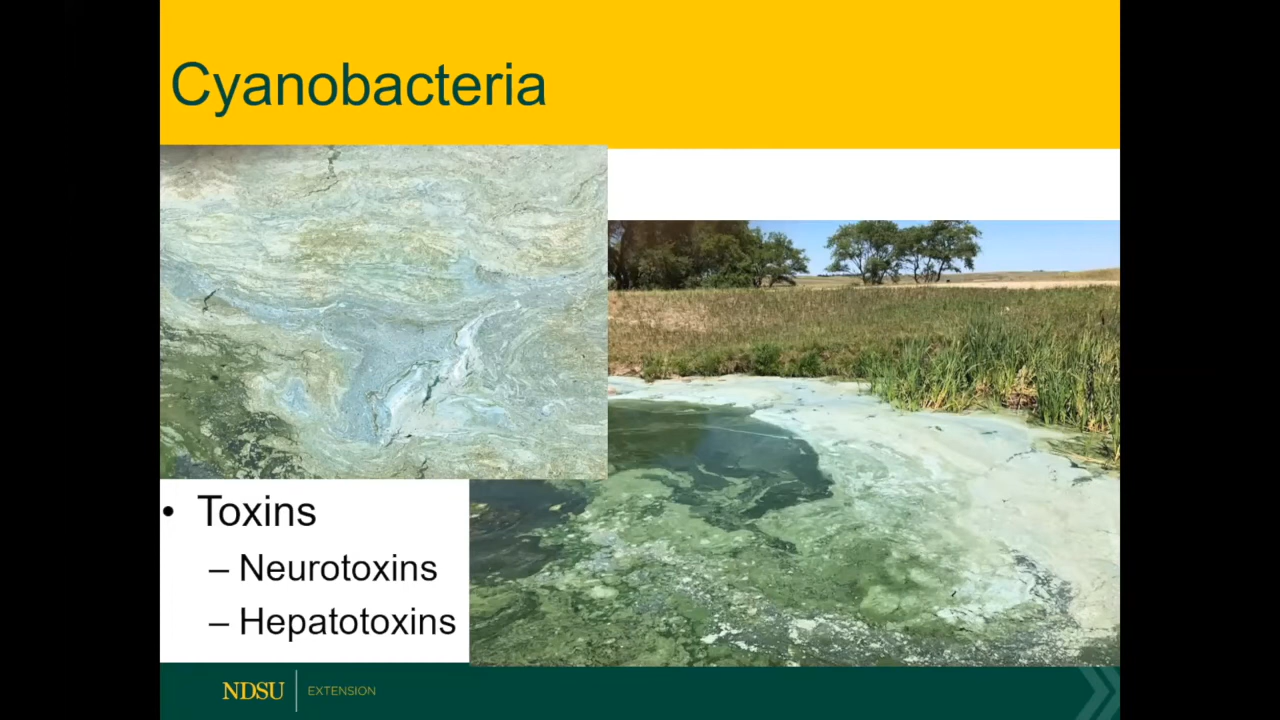 Cyanobacteria
• Toxins
– Neurotoxins
– Hepatotoxins
NDSU EXTENSION